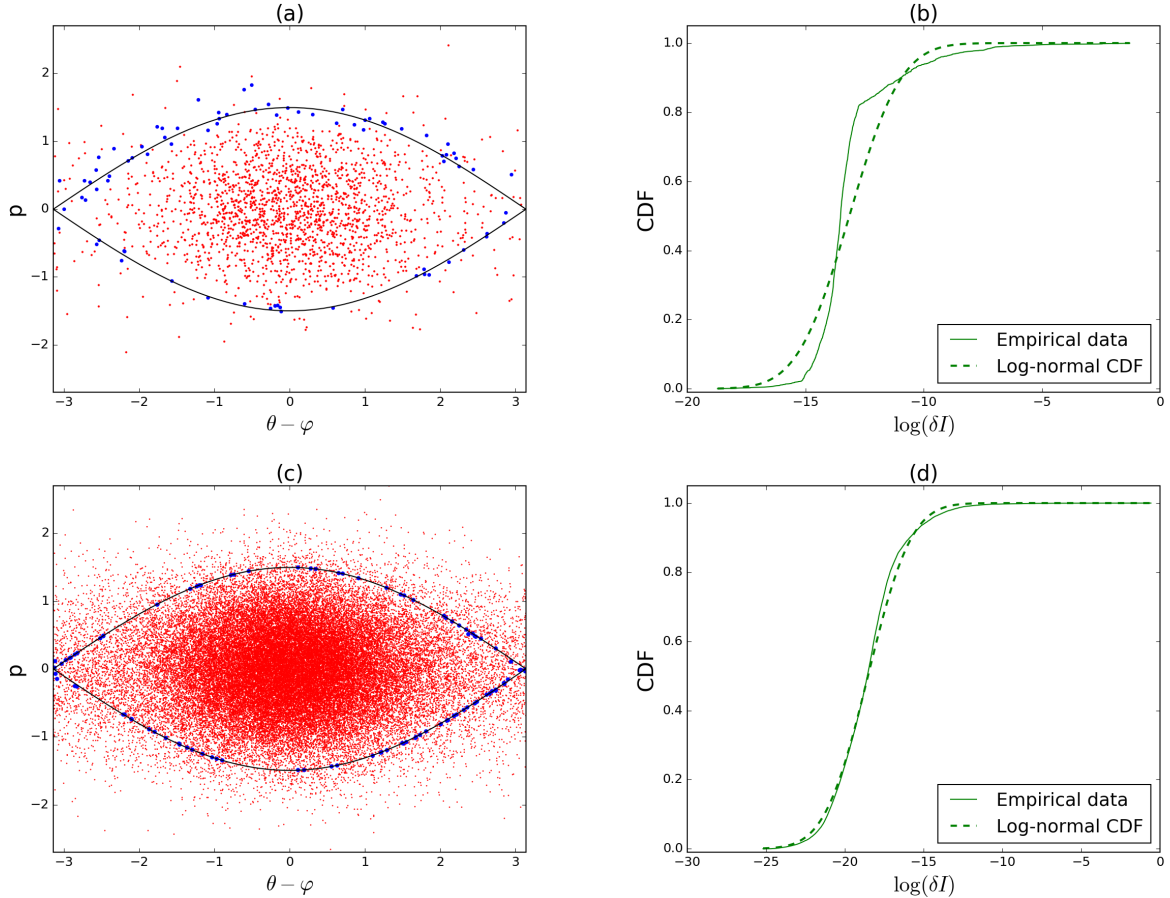 (a)
p
2
1
0
−1
−2
−3 −2 −1 0 1 2 3
θ − φ
(b)
CDF
1.0
0.8
0.6
0.4
0.2
0.0
Empirical data
Log-normal CDF
−20 −15 −10 −5 0
log(δI)
(c)
p
2
1
0
−1
−2
−3 −2 −1 0 1 2 3
θ − φ
(d)
CDF
1.0
0.8
0.6
0.4
0.2
0.0
Empirical data
Log-normal CDF
−30 −25 −20 −15 −10 −5 0
log(δI)